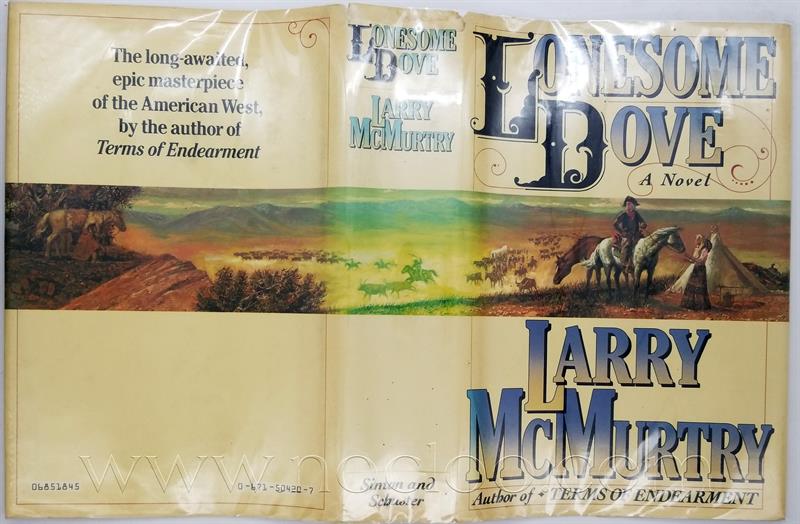 The long-awaited,
epic masterpiece
of the American West,
by the author of
Terms of Endearment
06851845
0-671-50420-7
LONESOME
DOVE
LARRY
MCMURTRY
Simon and
Schuster
LONESOME
DOVE
A Novel
LARRY
MCMURTRY
Author of TERMS OF ENDEARMENT